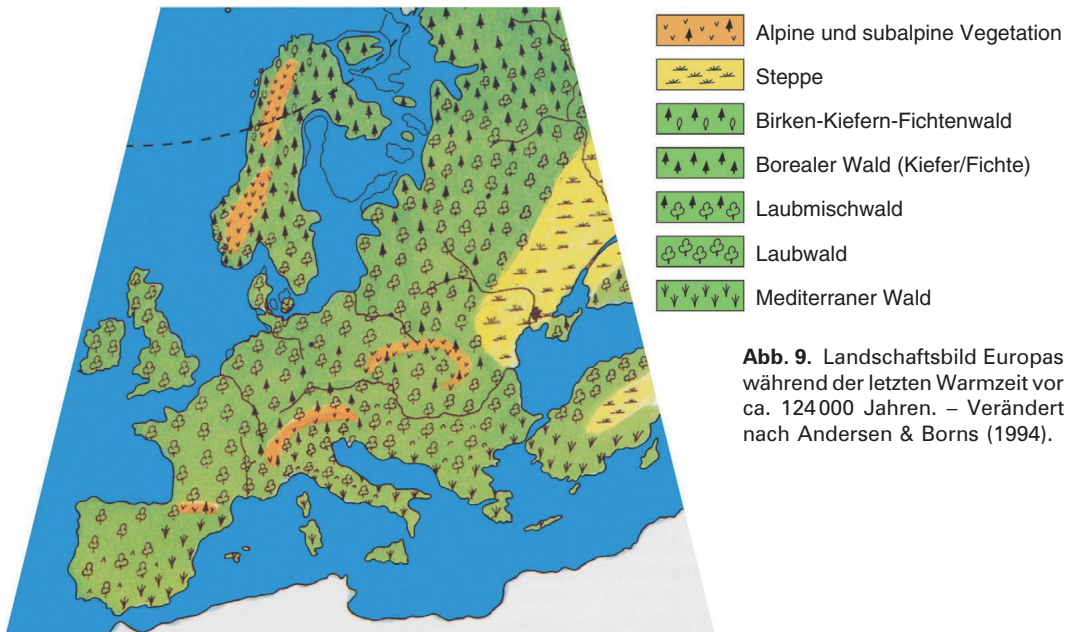 Alpine und subalpine Vegetation
Steppe
Birken-Kiefern-Fichtenwald
Borealer Wald (Kiefer/Fichte)
Laubmischwald
Laubwald
Mediterraner Wald
Abb. 9. Landschaftsbild Europas
während der letzten Warmzeit vor
ca. 124 000 Jahren. – Verändert
nach Andersen & Borns (1994).